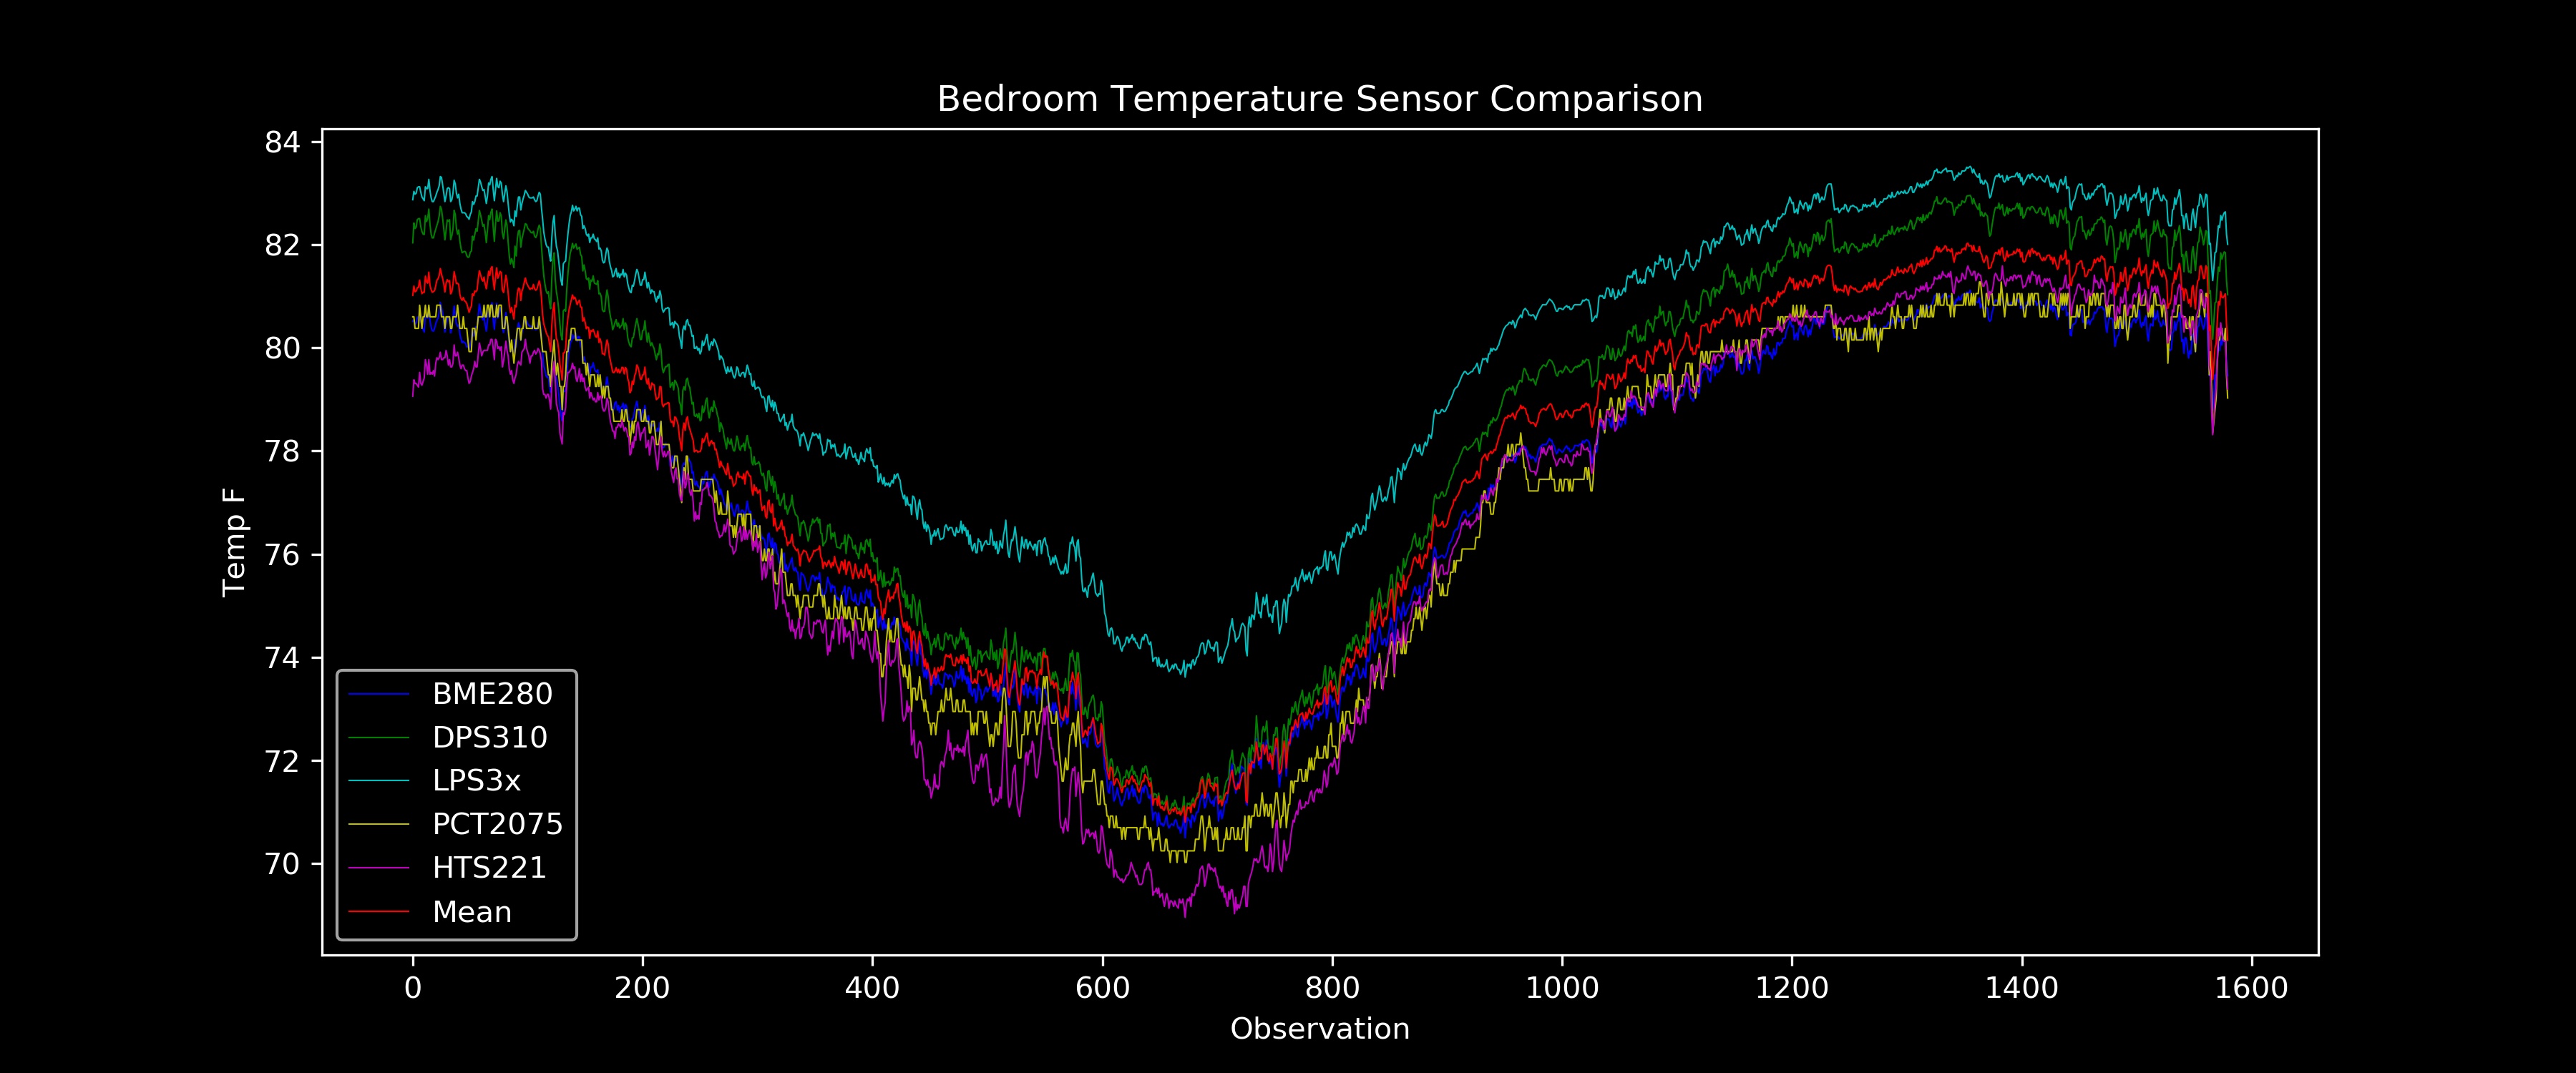 Bedroom Temperature Sensor Comparison
84
82
80
78
76
74
72
70
Temp F
BME280
DPS310
LPS3x
PCT2075
HTS221
Mean
0 200 400 600 800 1000 1200 1400 1600
Observation